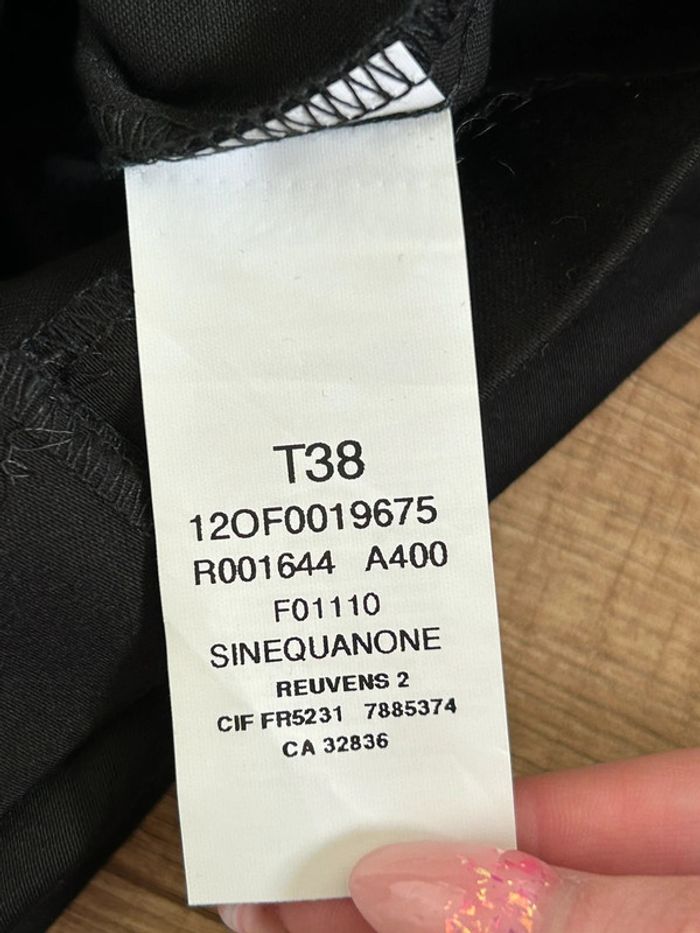 T38
12OF0019675
R001644 A400
F01110
SINEQUANONE
REUVENS 2
CIF FR5231 7885374
CA 32836